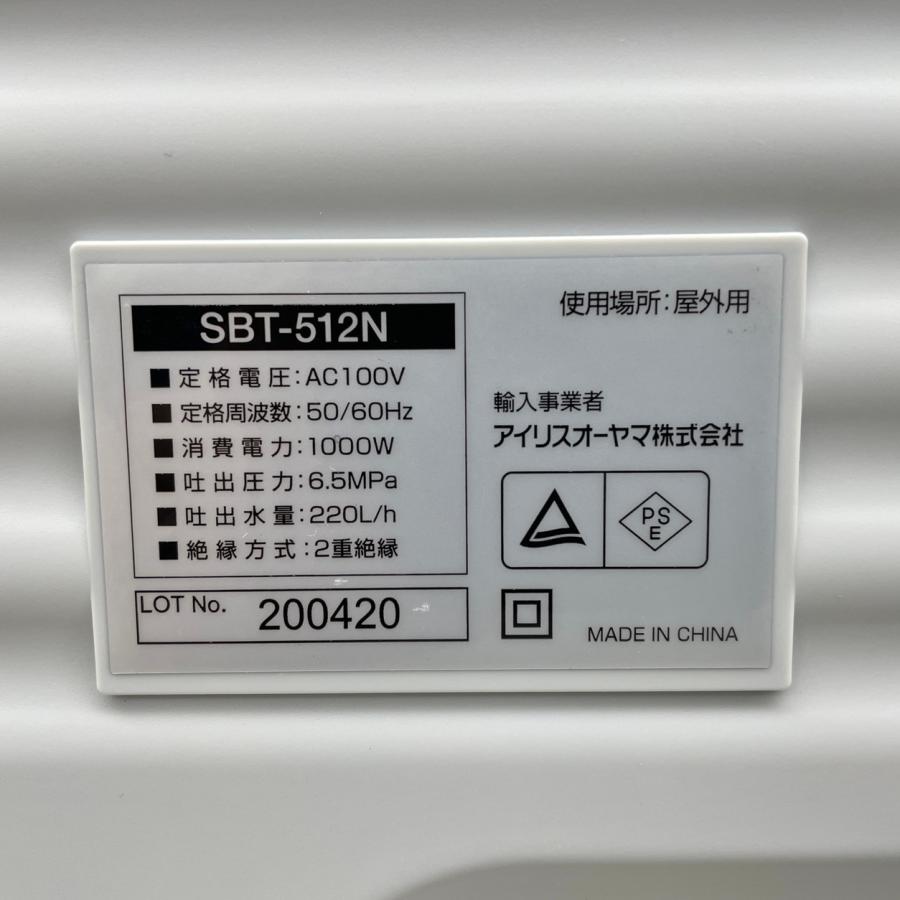 SBT-512N
■定格電圧:AC100V
■定格周波数:50/60Hz
■消費電力:1000W
■吐出圧力:6.5MPa
■吐出水量:220L/h
■絶縁方式:2重絶縁
LOT No. 200420
使用場所:屋外用
輸入事業者
アイリスオーヤマ株式会社
PS
E
MADE IN CHINA